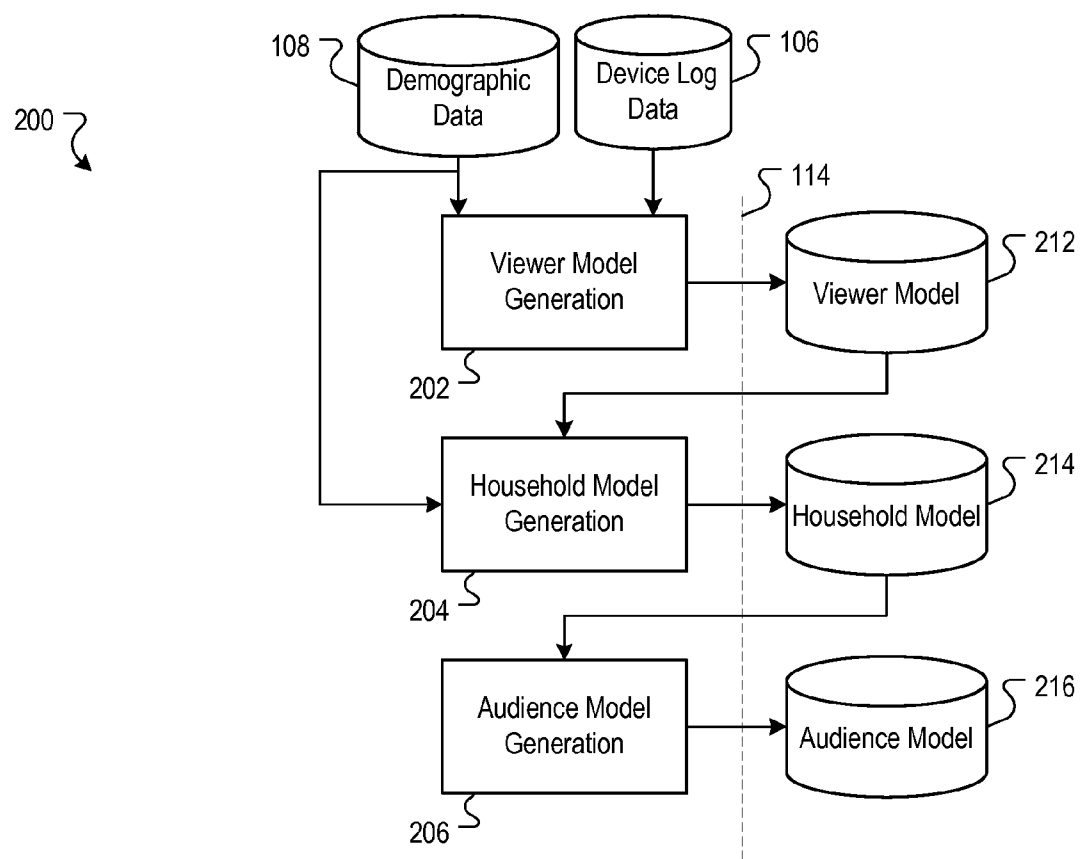 108
Demographic
Data
Device Log
Data
106
200
114
Viewer Model
Generation
202
Viewer Model
212
Household Model
Generation
204
Household Model
214
Audience Model
Generation
206
Audience Model
216